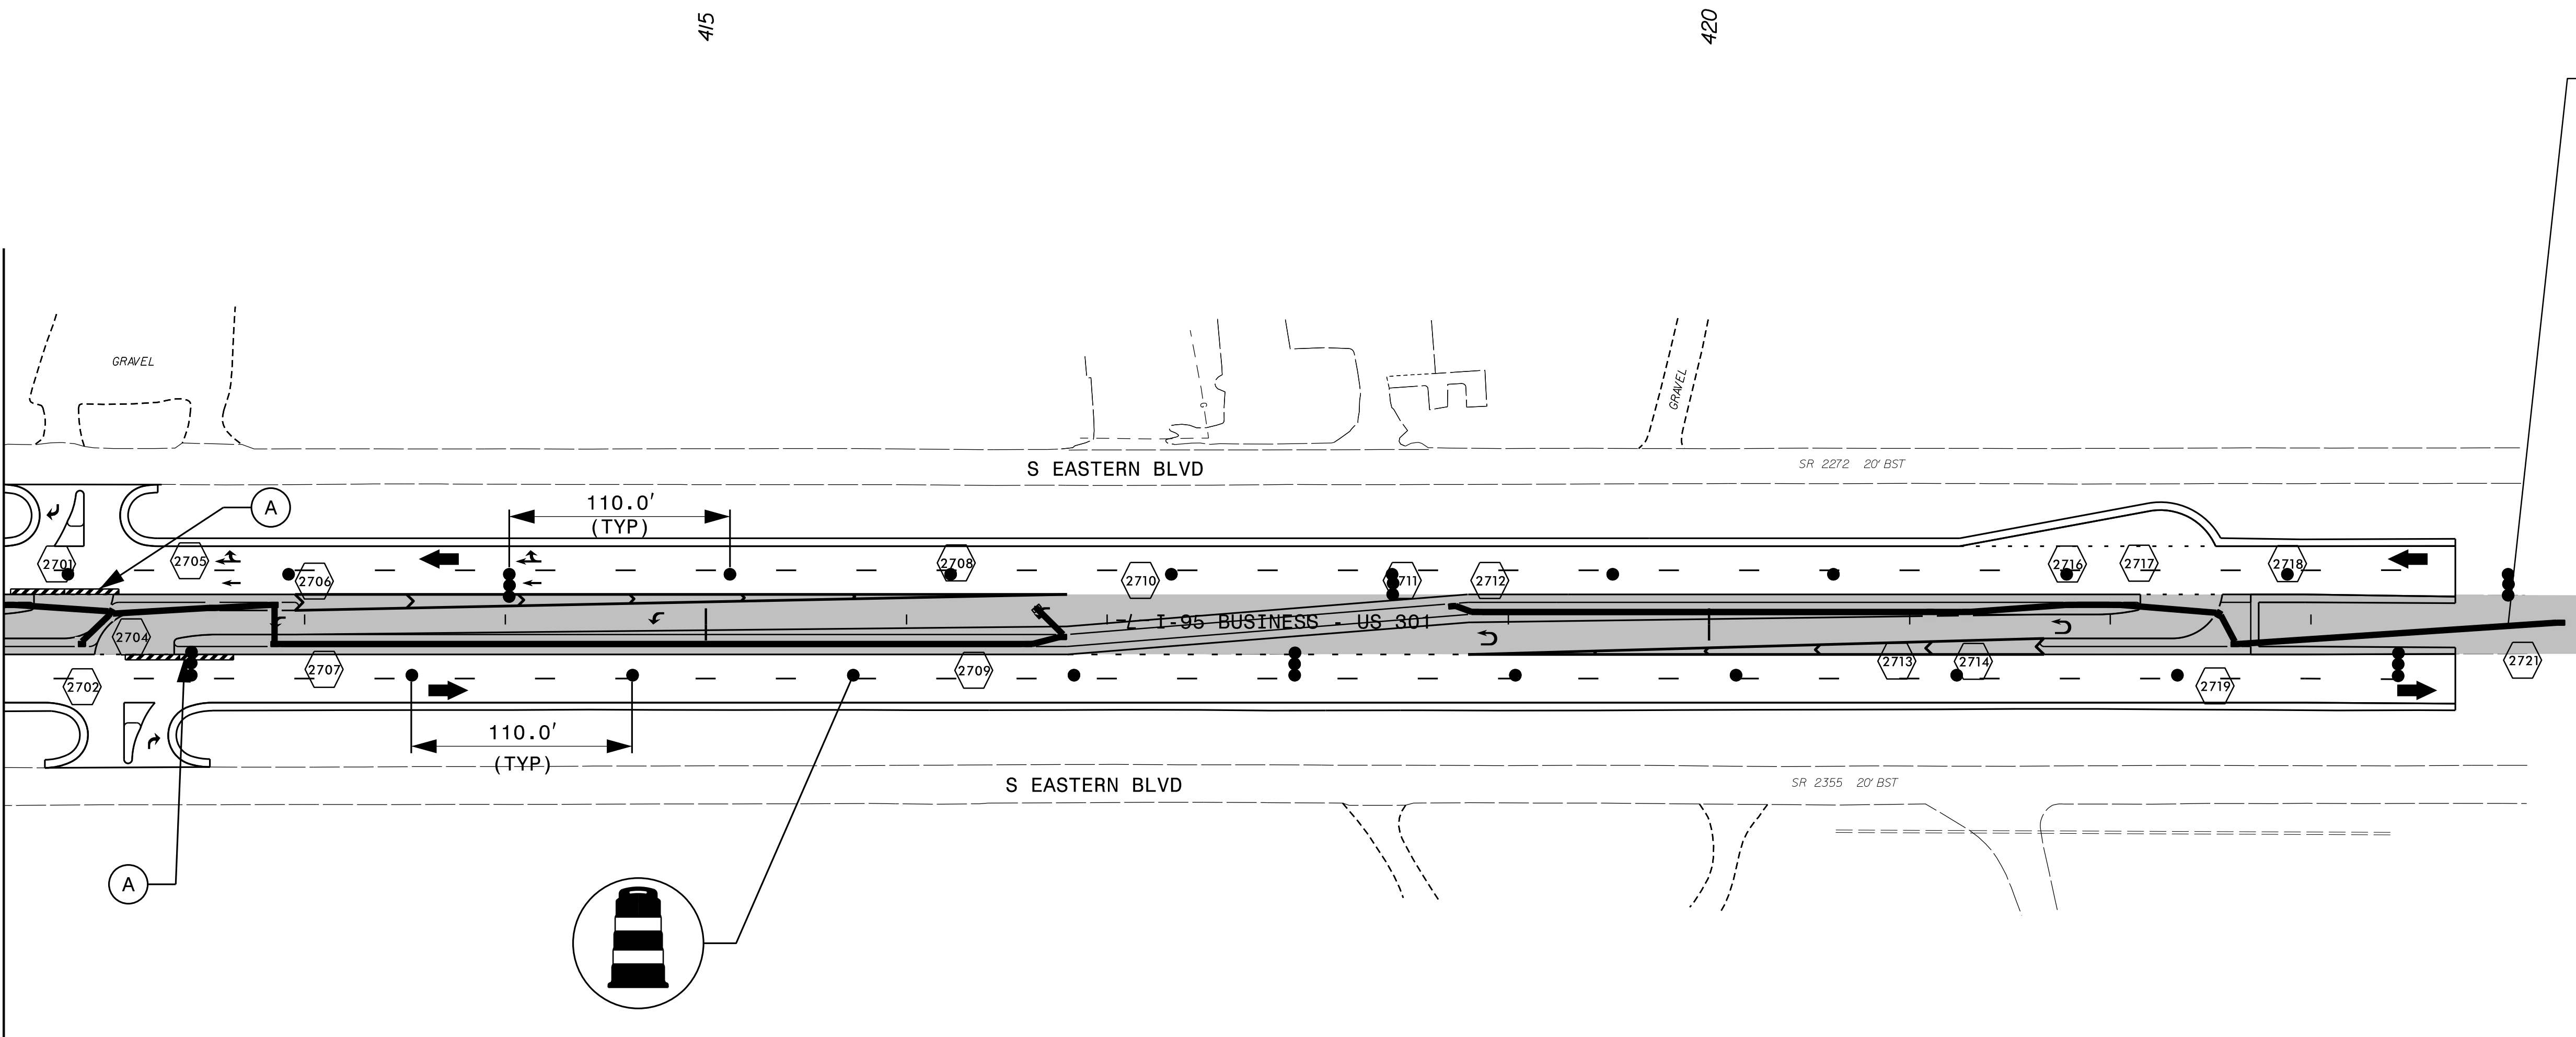 415
420
GRAVEL
G
GRAVEL
S EASTERN BLVD
SR 2272 20' BST
A
110.0'
(TYP)
2701
2705
2706
2708
2710
2711
2712
2716
2717
2718
-L- I-95 BUSINESS - US 301
2704
2702
2707
2709
2713
2714
2719
2721
110.0'
(TYP)
S EASTERN BLVD
SR 2355 20' BST
A